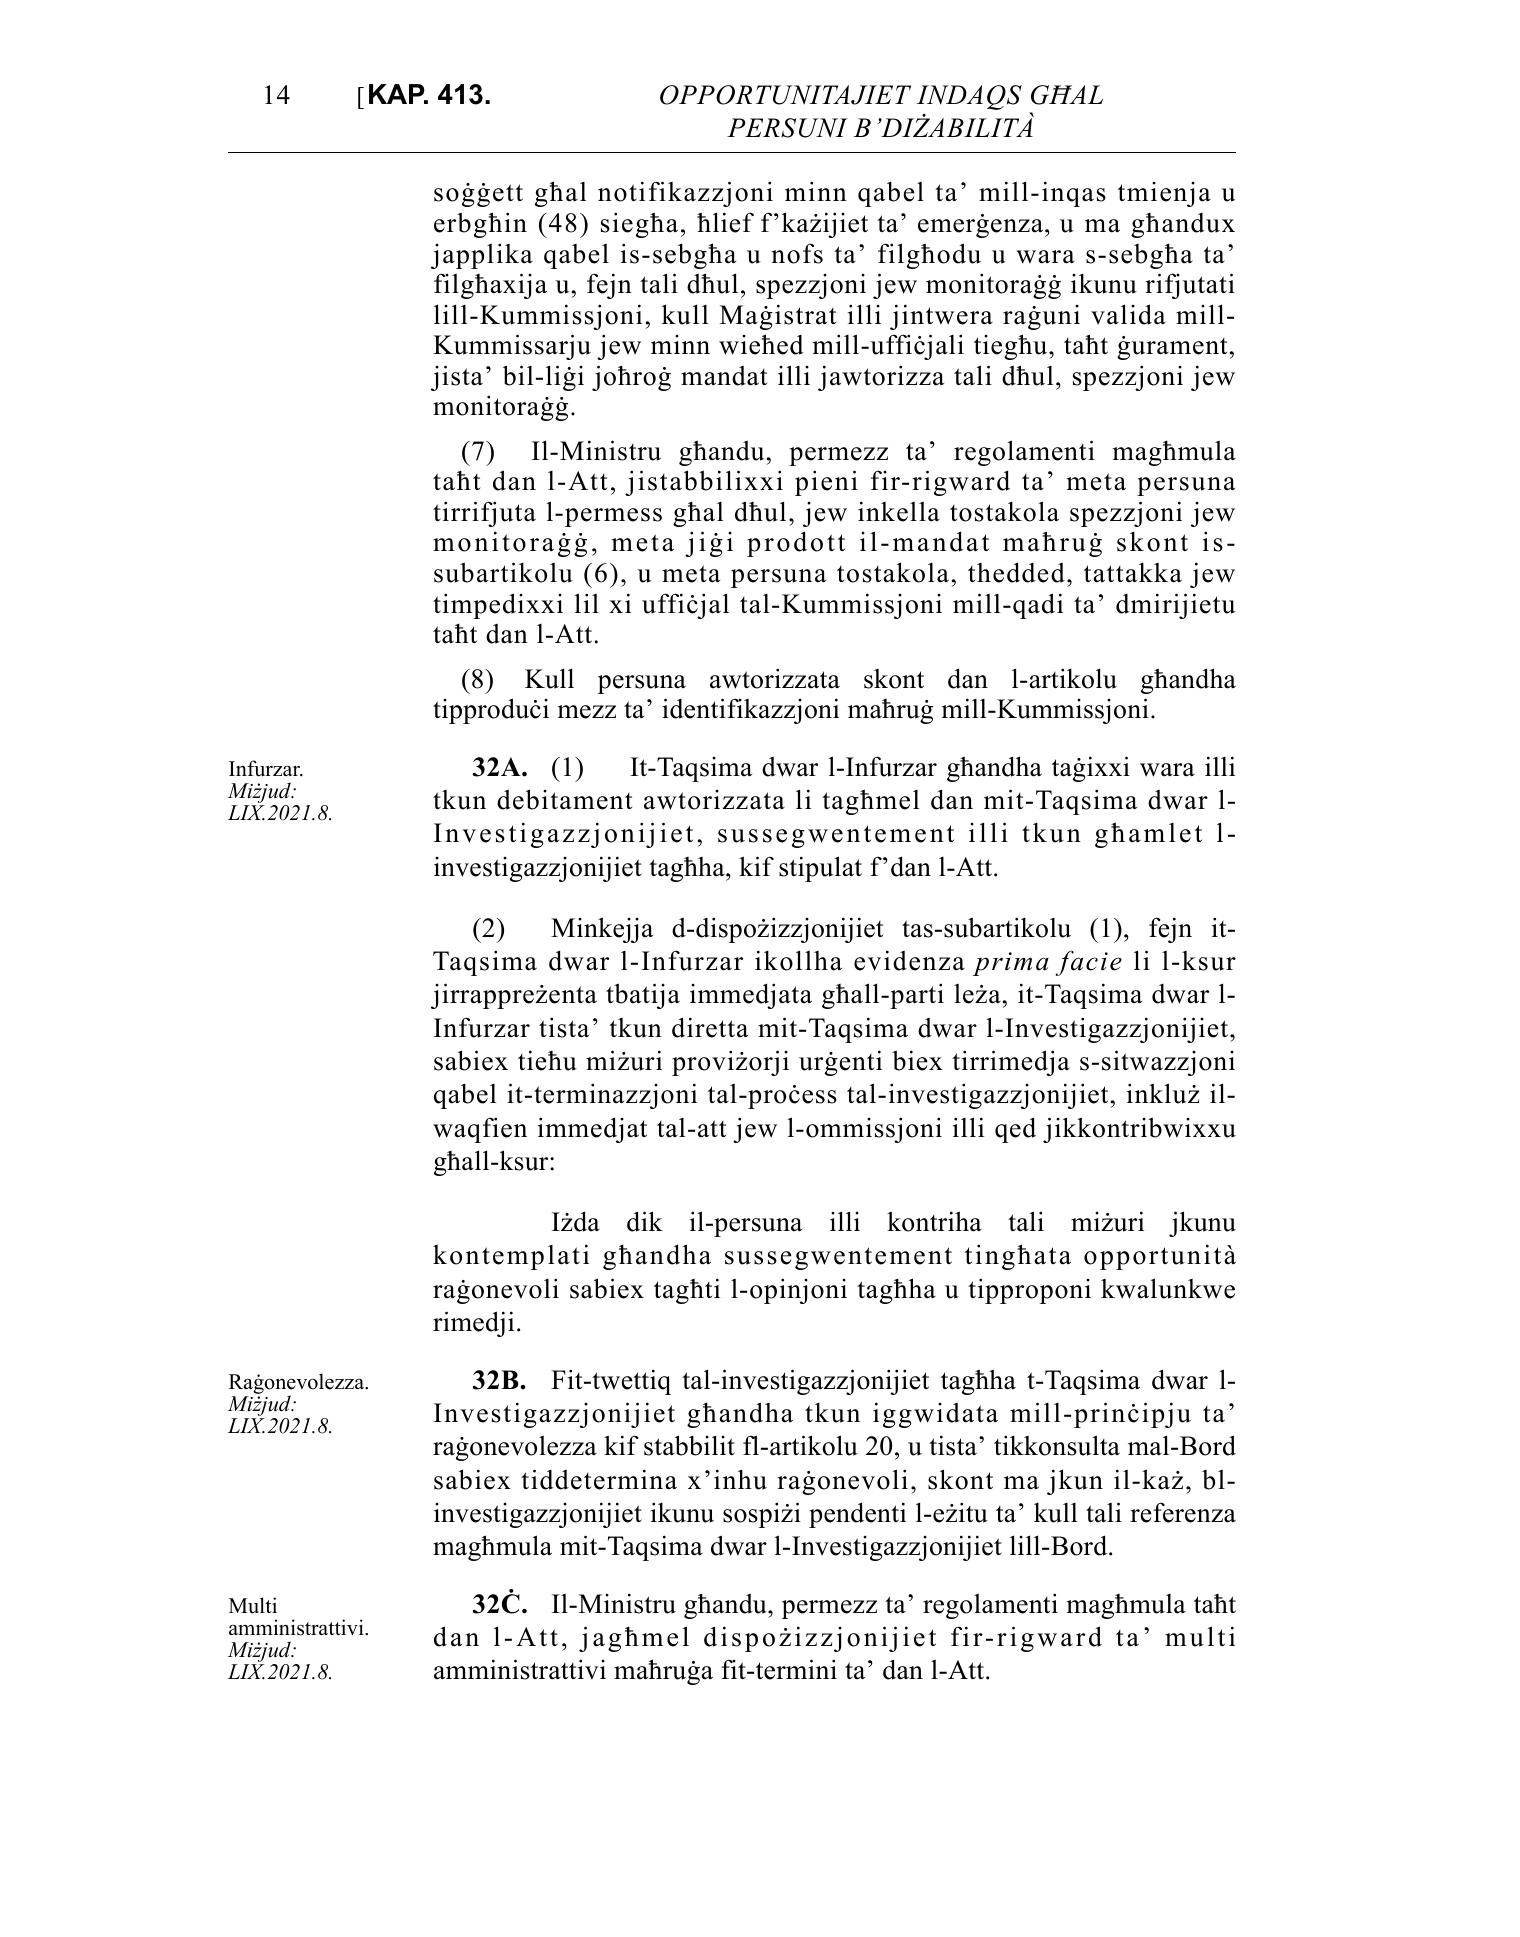 14 [KAP. 413. OPPORTUNITAJIET INDAQS GĦAL
PERSUNI B’DIŻABILITÀ
soġġett għal notifikazzjoni minn qabel ta’ mill-inqas tmienja u
erbgħin (48) siegħa, ħlief f’każijiet ta’ emerġenza, u ma għandux
japplika qabel is-sebgħa u nofs ta’ filgħodu u wara s-sebgħa ta’
filgħaxija u, fejn tali dħul, spezzjoni jew monitoraġġ ikunu rifjutati
lill-Kummissjoni, kull Maġistrat illi jintwera raġuni valida mill-
Kummissarju jew minn wieħed mill-uffiċjali tiegħu, taħt ġurament,
jista’ bil-liġi joħroġ mandat illi jawtorizza tali dħul, spezzjoni jew
monitoraġġ.
(7) Il-Ministru għandu, permezz ta’ regolamenti magħmula
taħt dan l-Att, jistabbilixxi pieni fir-rigward ta’ meta persuna
tirrifjuta l-permess għal dħul, jew inkella tostakola spezzjoni jew
monitoraġġ, meta jiġi prodott il-mandat maħruġ skont is-
subartikolu (6), u meta persuna tostakola, thedded, tattakka jew
timpedixxi lil xi uffiċjal tal-Kummissjoni mill-qadi ta’ dmirijietu
taħt dan l-Att.
(8) Kull persuna awtorizzata skont dan l-artikolu għandha
tipproduċi mezz ta’ identifikazzjoni maħruġ mill-Kummissjoni.
Infurzar.
Miżjud:
LIX.2021.8.
32A. (1) It-Taqsima dwar l-Infurzar għandha taġixxi wara illi
tkun debitament awtorizzata li tagħmel dan mit-Taqsima dwar l-
Investigazzjonijiet, sussegwentement illi tkun għamlet l-
investigazzjonijiet tagħha, kif stipulat f’dan l-Att.
(2) Minkejja d-dispożizzjonijiet tas-subartikolu (1), fejn it-
Taqsima dwar l-Infurzar ikollha evidenza prima facie li l-ksur
jirrappreżenta tbatija immedjata għall-parti leża, it-Taqsima dwar l-
Infurzar tista’ tkun diretta mit-Taqsima dwar l-Investigazzjonijiet,
sabiex tieħu miżuri proviżorji urġenti biex tirrimedja s-sitwazzjoni
qabel it-terminazzjoni tal-proċess tal-investigazzjonijiet, inkluż il-
waqfien immedjat tal-att jew l-ommissjoni illi qed jikkontribwixxu
għall-ksur:
Iżda dik il-persuna illi kontriha tali miżuri jkunu
kontemplati għandha sussegwentement tingħata opportunità
raġonevoli sabiex tagħti l-opinjoni tagħha u tipproponi kwalunkwe
rimedji.
Raġonevolezza.
Miżjud:
LIX.2021.8.
32B. Fit-twettiq tal-investigazzjonijiet tagħha t-Taqsima dwar l-
Investigazzjonijiet għandha tkun iggwidata mill-prinċipju ta’
raġonevolezza kif stabbilit fl-artikolu 20, u tista’ tikkonsulta mal-Bord
sabiex tiddetermina x’inhu raġonevoli, skont ma jkun il-każ, bl-
investigazzjonijiet ikunu sospiżi pendenti l-eżitu ta’ kull tali referenza
magħmula mit-Taqsima dwar l-Investigazzjonijiet lill-Bord.
Multi
amministrattivi.
Miżjud:
LIX.2021.8.
32Ċ. Il-Ministru għandu, permezz ta’ regolamenti magħmula taħt
dan l-Att, jagħmel dispożizzjonijiet fir-rigward ta’ multi
amministrattivi maħruġa fit-termini ta’ dan l-Att.